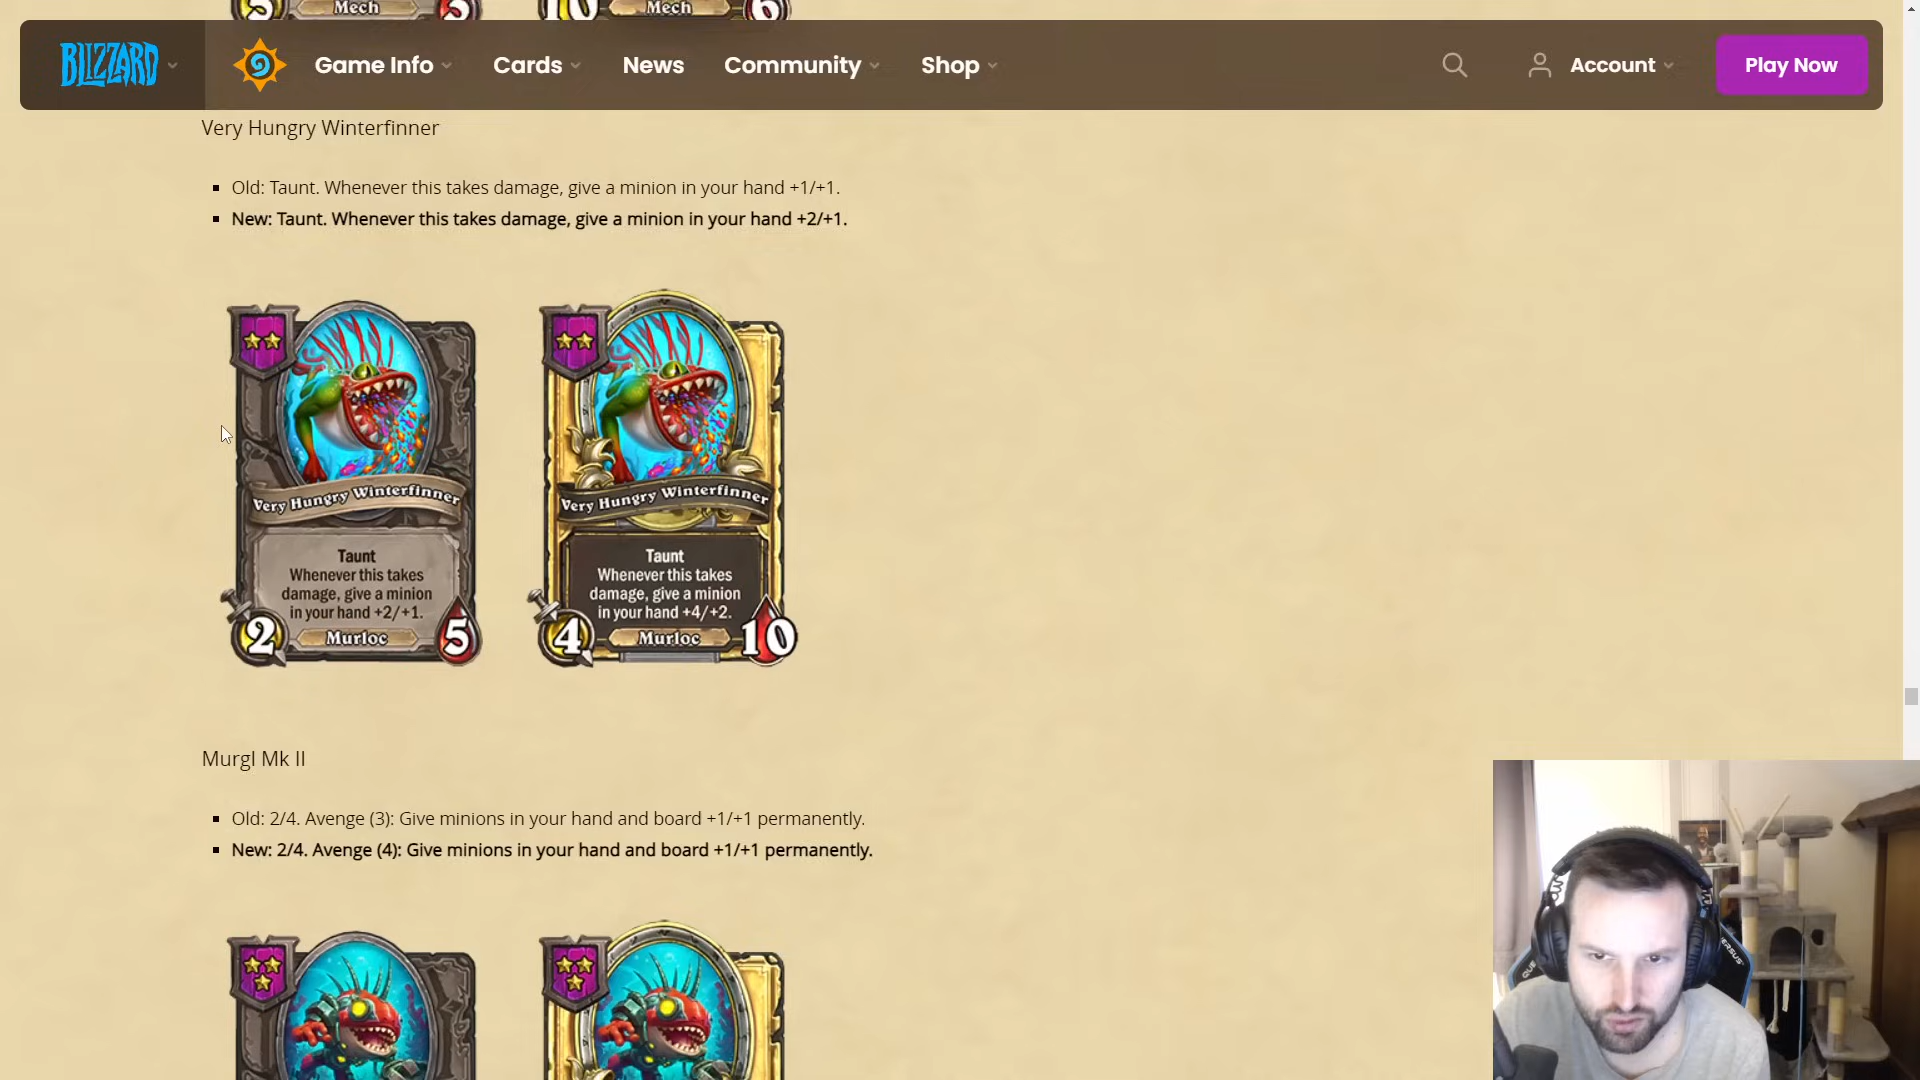 Mech
Mech
BLIZZARD
Game Info
Cards
News
Community
Shop
Account
Play Now
Very Hungry Winterfinner
Old: Taunt. Whenever this takes damage, give a minion in your hand +1/+1.
New: Taunt. Whenever this takes damage, give a minion in your hand +2/+1.
Very Hungry Winterfinner
Taunt
Whenever this takes
damage, give a minion
in your hand +2/+1.
2
Murloc
5
Very Hungry Winterfinner
Taunt
Whenever this takes
damage, give a minion
in your hand +4/+2.
4
Murloc
10
Murgl Mk II
Old: 2/4. Avenge (3): Give minions in your hand and board +1/+1 permanently.
New: 2/4. Avenge (4): Give minions in your hand and board +1/+1 permanently.